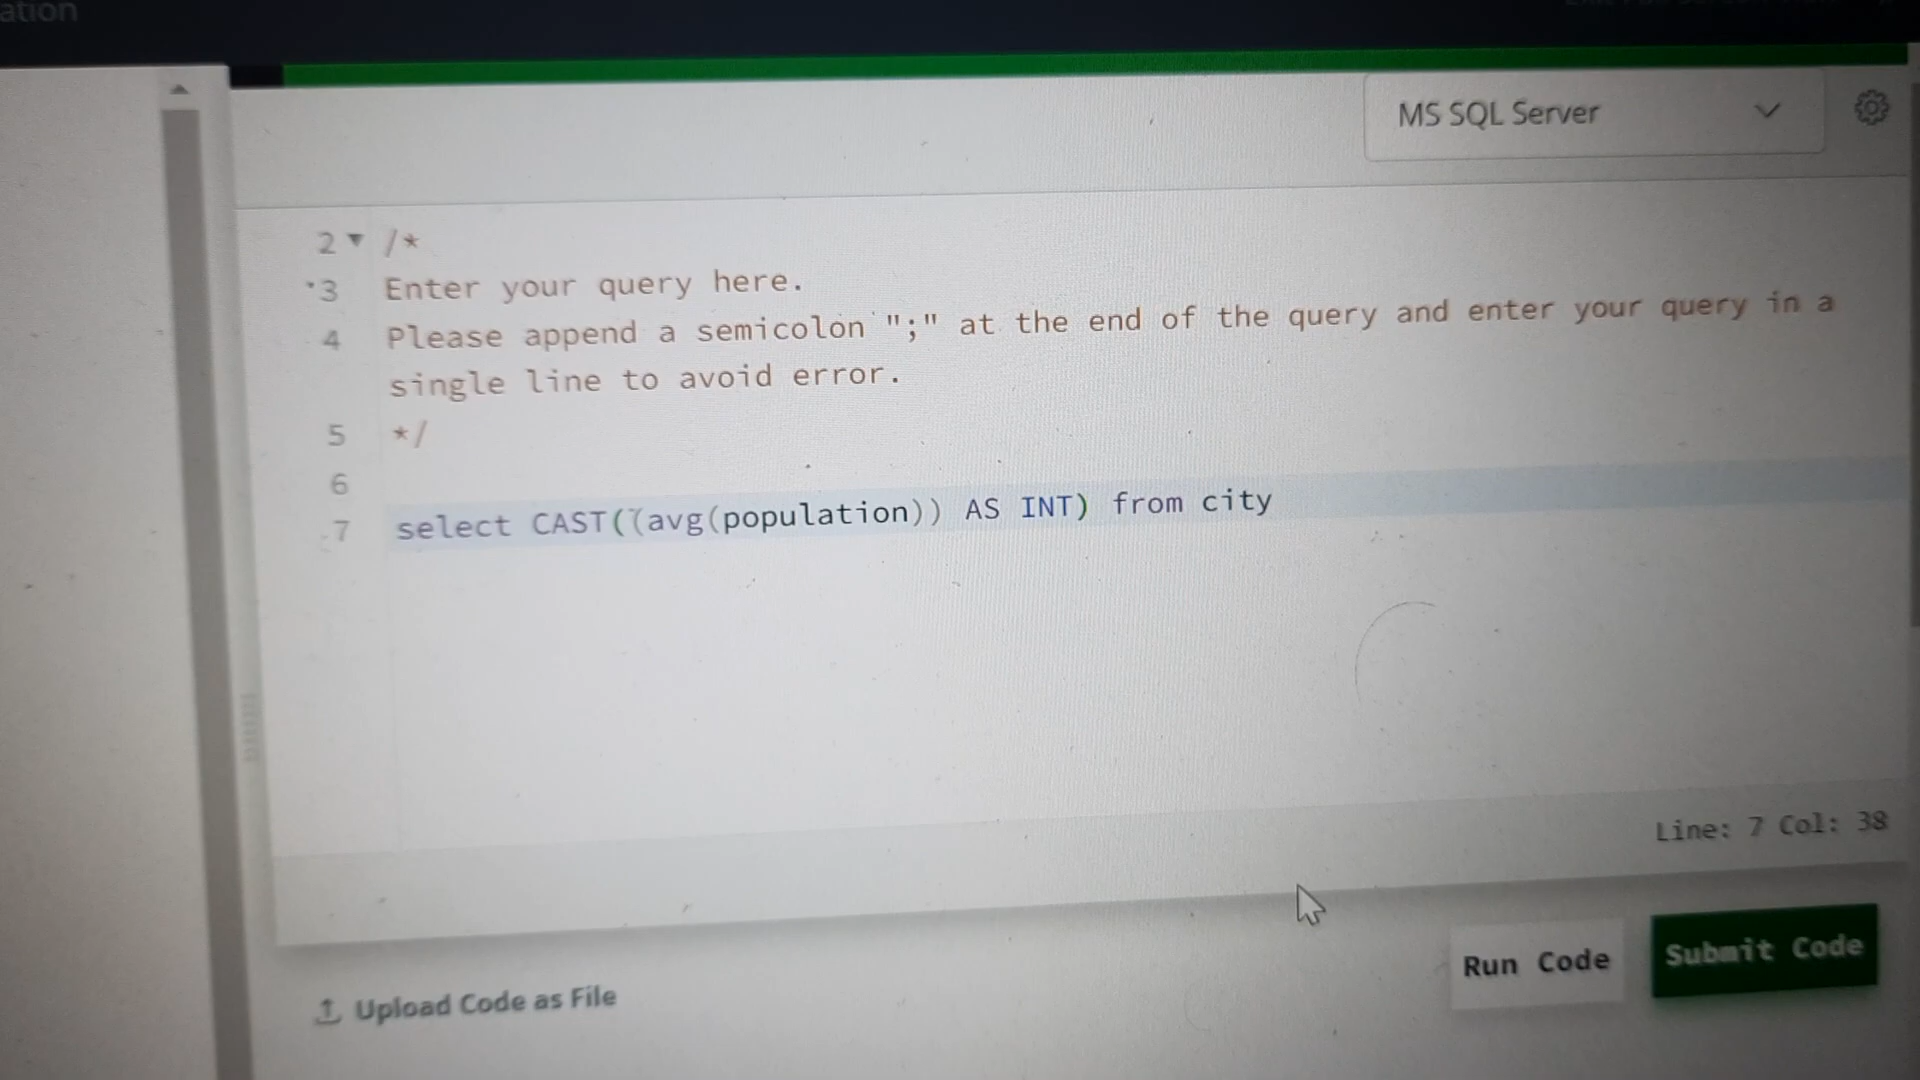 ation
MS SQL Server
2 /*
3 Enter your query here.
4 Please append a semicolon ";" at the end of the query and enter your query in a
single line to avoid error.
5 */
6
7 select CAST((avg(population)) AS INT) from city
Line: 7 Col: 38
Run Code
Submit Code
Upload Code as File